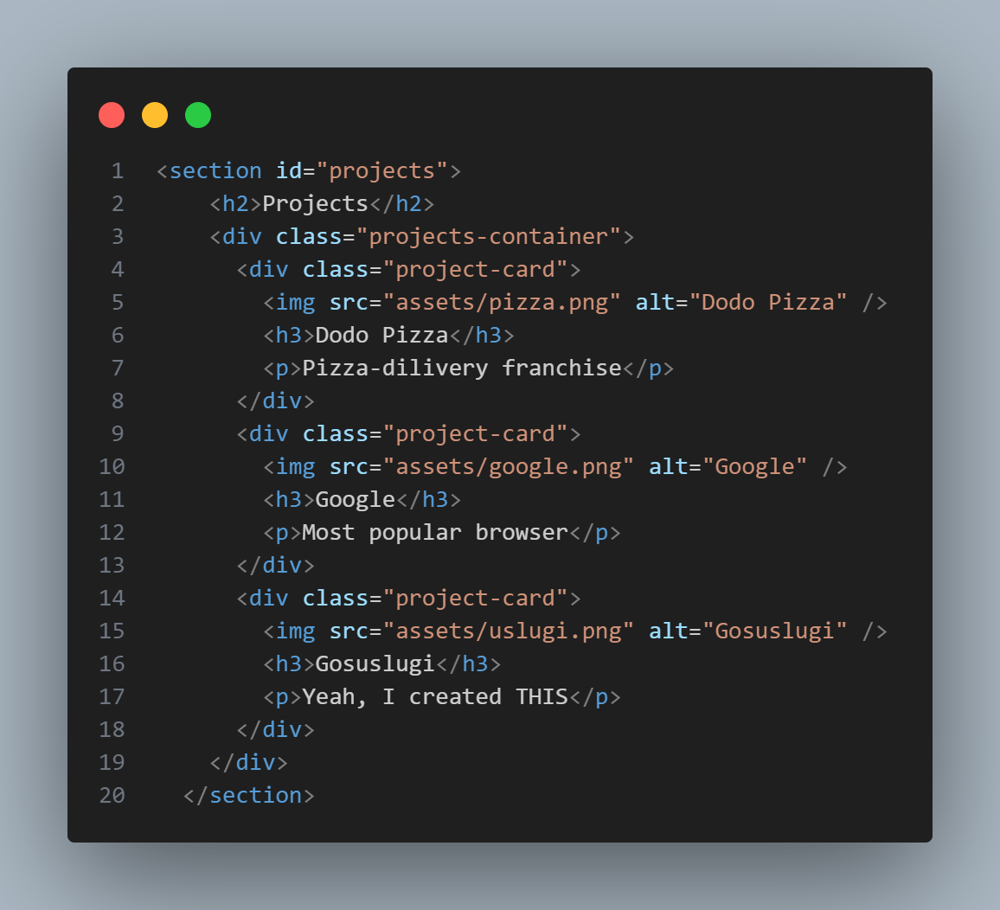 1 <section id="projects">
2 <h2>Projects</h2>
3 <div class="projects-container">
4 <div class="project-card">
5 <img src="assets/pizza.png" alt="Dodo Pizza" />
6 <h3>Dodo Pizza</h3>
7 <p>Pizza-dilivery franchise</p>
8 </div>
9 <div class="project-card">
10 <img src="assets/google.png" alt="Google" />
11 <h3>Google</h3>
12 <p>Most popular browser</p>
13 </div>
14 <div class="project-card">
15 <img src="assets/uslugi.png" alt="Gosuslugi" />
16 <h3>Gosuslugi</h3>
17 <p>Yeah, I created THIS</p>
18 </div>
19 </div>
20 </section>